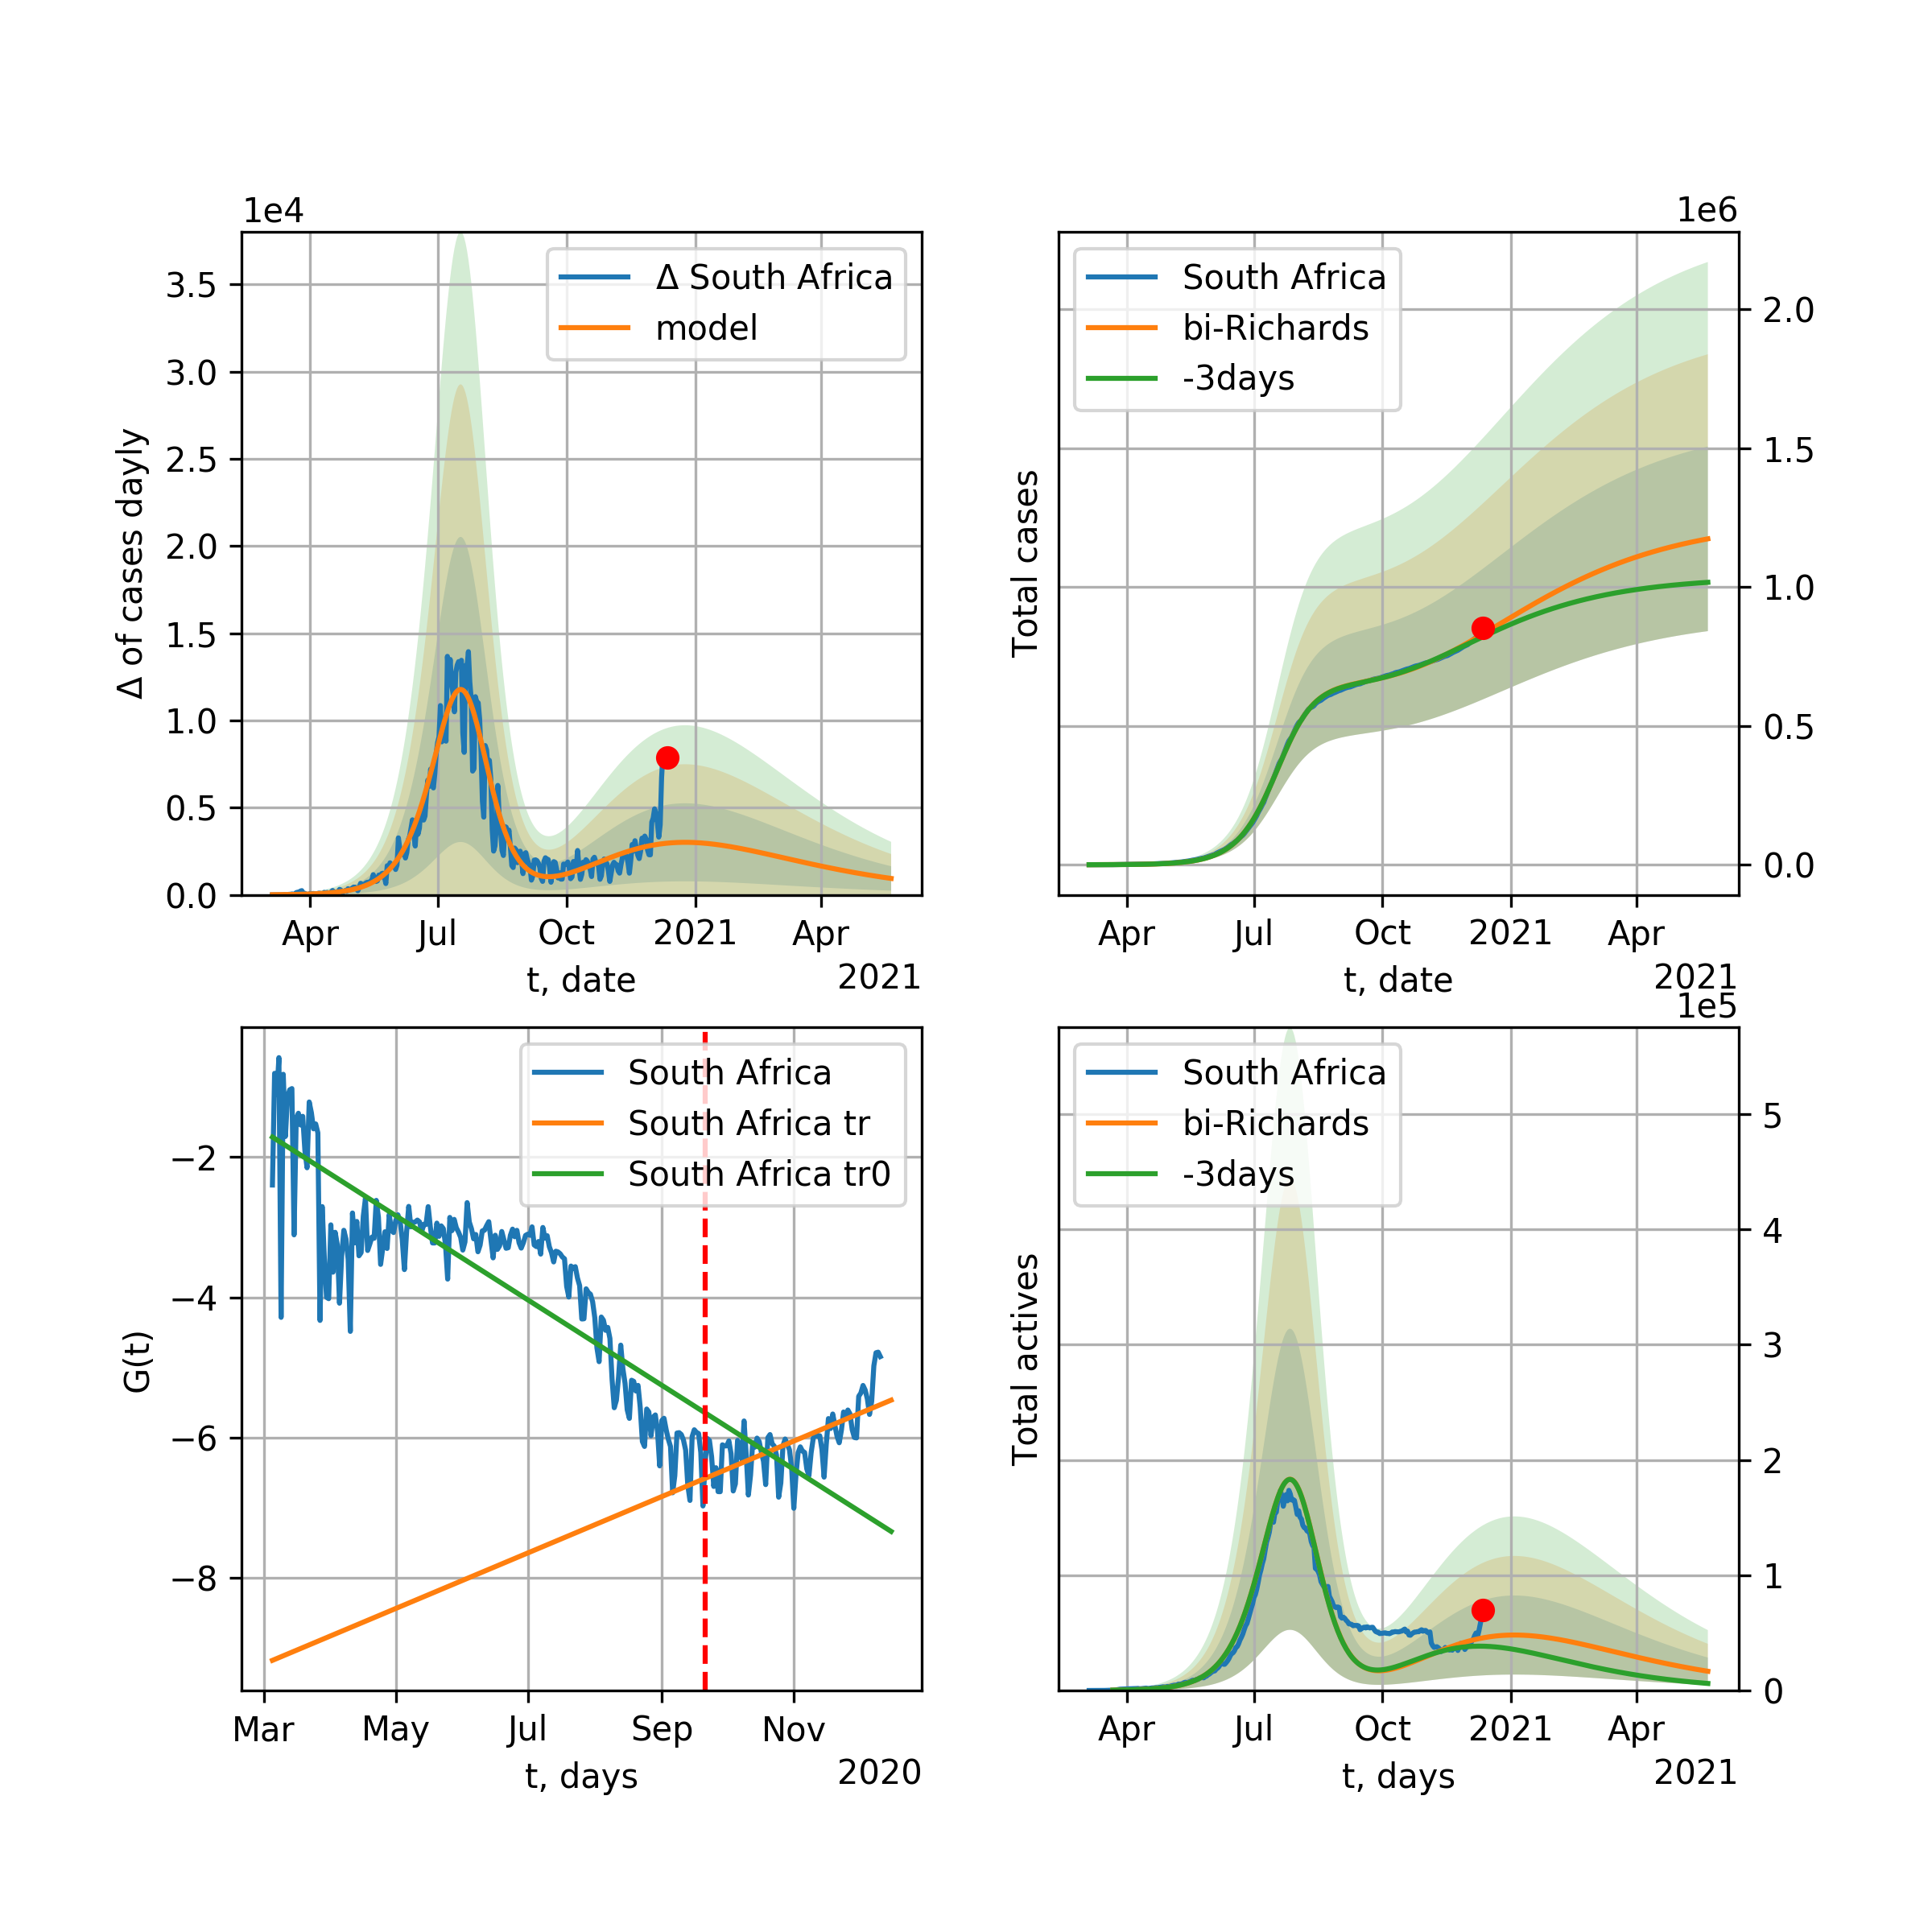 1e4
3.5
3.0
2.5
2.0
1.5
1.0
0.5
0.0
Δ of cases dayly
Δ South Africa
model
Apr Jul Oct 2021 Apr
t, date
2021
1e6
South Africa
bi-Richards
-3days
Total cases
2.0
1.5
1.0
0.5
0.0
Apr Jul Oct 2021 Apr
t, date
2021
G(t)
−2
−4
−6
−8
South Africa
South Africa tr
South Africa tr0
Mar May Jul Sep Nov
t, days
2020
1e5
South Africa
bi-Richards
-3days
Total actives
5
4
3
2
1
0
Apr Jul Oct 2021 Apr
t, days
2021